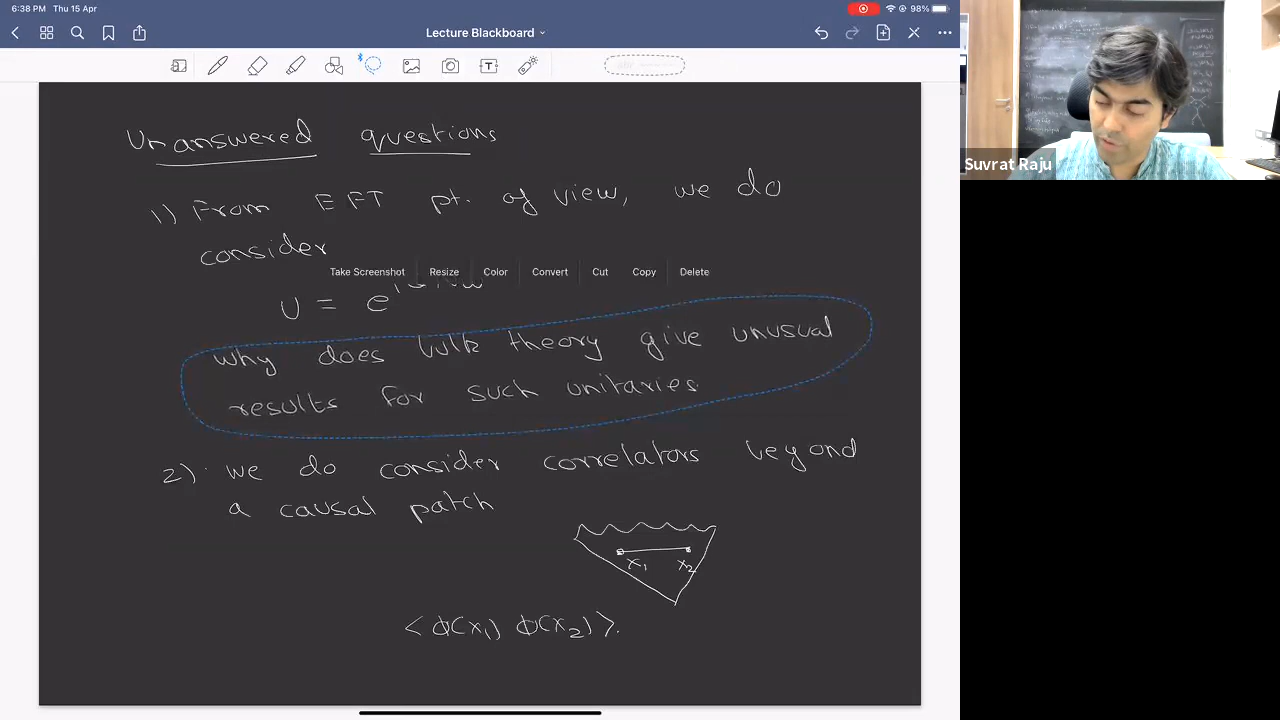 6:38 PM Thu 15 Apr
98%
Lecture Blackboard
T
Suvrat Raju
Unanswered questions
1) From EFT pt. of view, we do
consider
Take Screenshot Resize Color Convert Cut Copy Delete
U = e
why does bulk theory give unusual
results for such unitaries.
2) we do consider correlators beyond
a causal patch
x1 x2
< φ(x1) φ(x2) >.